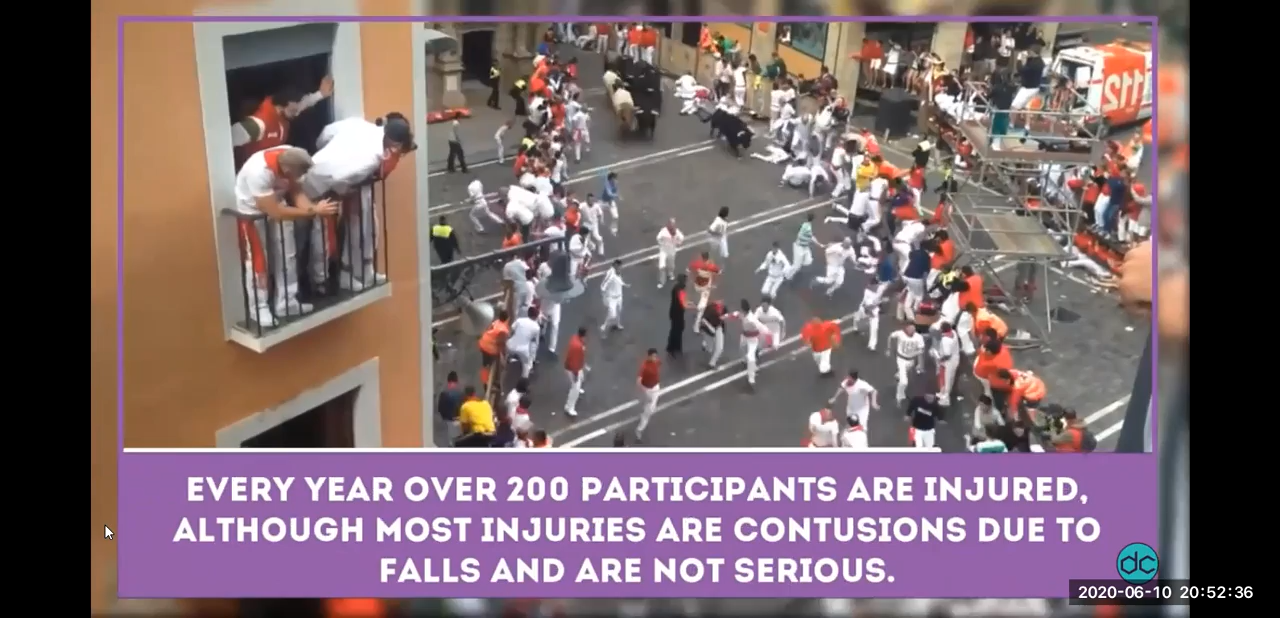 112
EVERY YEAR OVER 200 PARTICIPANTS ARE INJURED,
ALTHOUGH MOST INJURIES ARE CONTUSIONS DUE TO
FALLS AND ARE NOT SERIOUS.
dc
2020-06-10 20:52:36